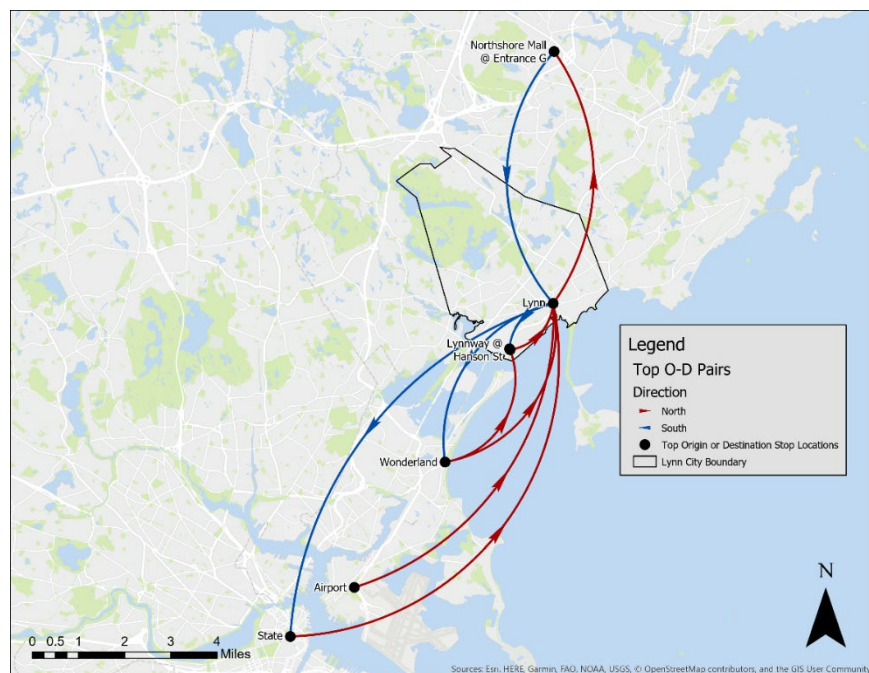 Northshore Mall
@ Entrance G
Lynn
Lynnway @
Hanson St
Wonderland
Airport
State
Legend
Top O-D Pairs
Direction
North
South
Top Origin or Destination Stop Locations
Lynn City Boundary
N
0 0.5 1 2 3 4
Miles
Sources: Esri, HERE, Garmin, FAO, NOAA, USGS, © OpenStreetMap contributors, and the GIS User Community